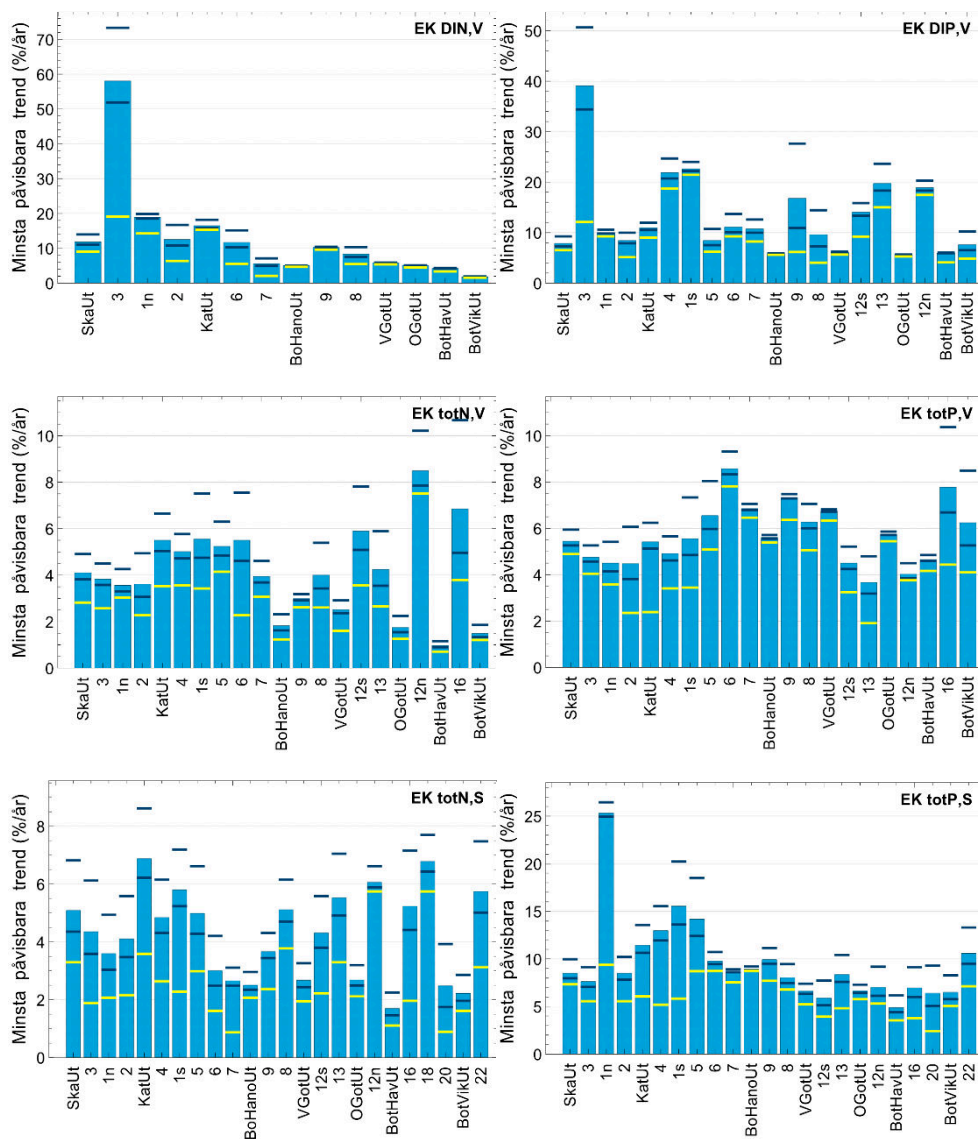 EK DIN,V
Minsta påvisbara trend (%/år)
70
60
50
40
30
20
10
0
SkaUt 3 1n 2 KatUt 6 7 BoHanoUt 9 8 VGotUt OGotUt BotHavUt BotVikUt
EK DIP,V
Minsta påvisbara trend (%/år)
50
40
30
20
10
0
SkaUt 3 1n 2 KatUt 4 1s 5 6 7 BoHanoUt 9 8 VGotUt 12s 13 OGotUt 12n BotHavUt BotVikUt
EK totN,V
Minsta påvisbara trend (%/år)
10
8
6
4
2
0
SkaUt 3 1n 2 KatUt 4 1s 5 6 7 BoHanoUt 9 8 VGotUt 12s 13 OGotUt 12n BotHavUt 16 BotVikUt
EK totP,V
Minsta påvisbara trend (%/år)
10
8
6
4
2
0
SkaUt 3 1n 2 KatUt 4 1s 5 6 7 BoHanoUt 9 8 VGotUt 12s 13 OGotUt 12n BotHavUt 16 BotVikUt
EK totN,S
Minsta påvisbara trend (%/år)
8
6
4
2
0
SkaUt 3 1n 2 KatUt 4 1s 5 6 7 BoHanoUt 9 8 VGotUt 12s 13 OGotUt 12n BotHavUt 16 18 20 BotVikUt 22
EK totP,S
Minsta påvisbara trend (%/år)
25
20
15
10
5
0
SkaUt 3 1n 2 KatUt 4 1s 5 6 7 BoHanoUt 9 8 VGotUt 12s 13 OGotUt 12n BotHavUt 16 20 BotVikUt 22